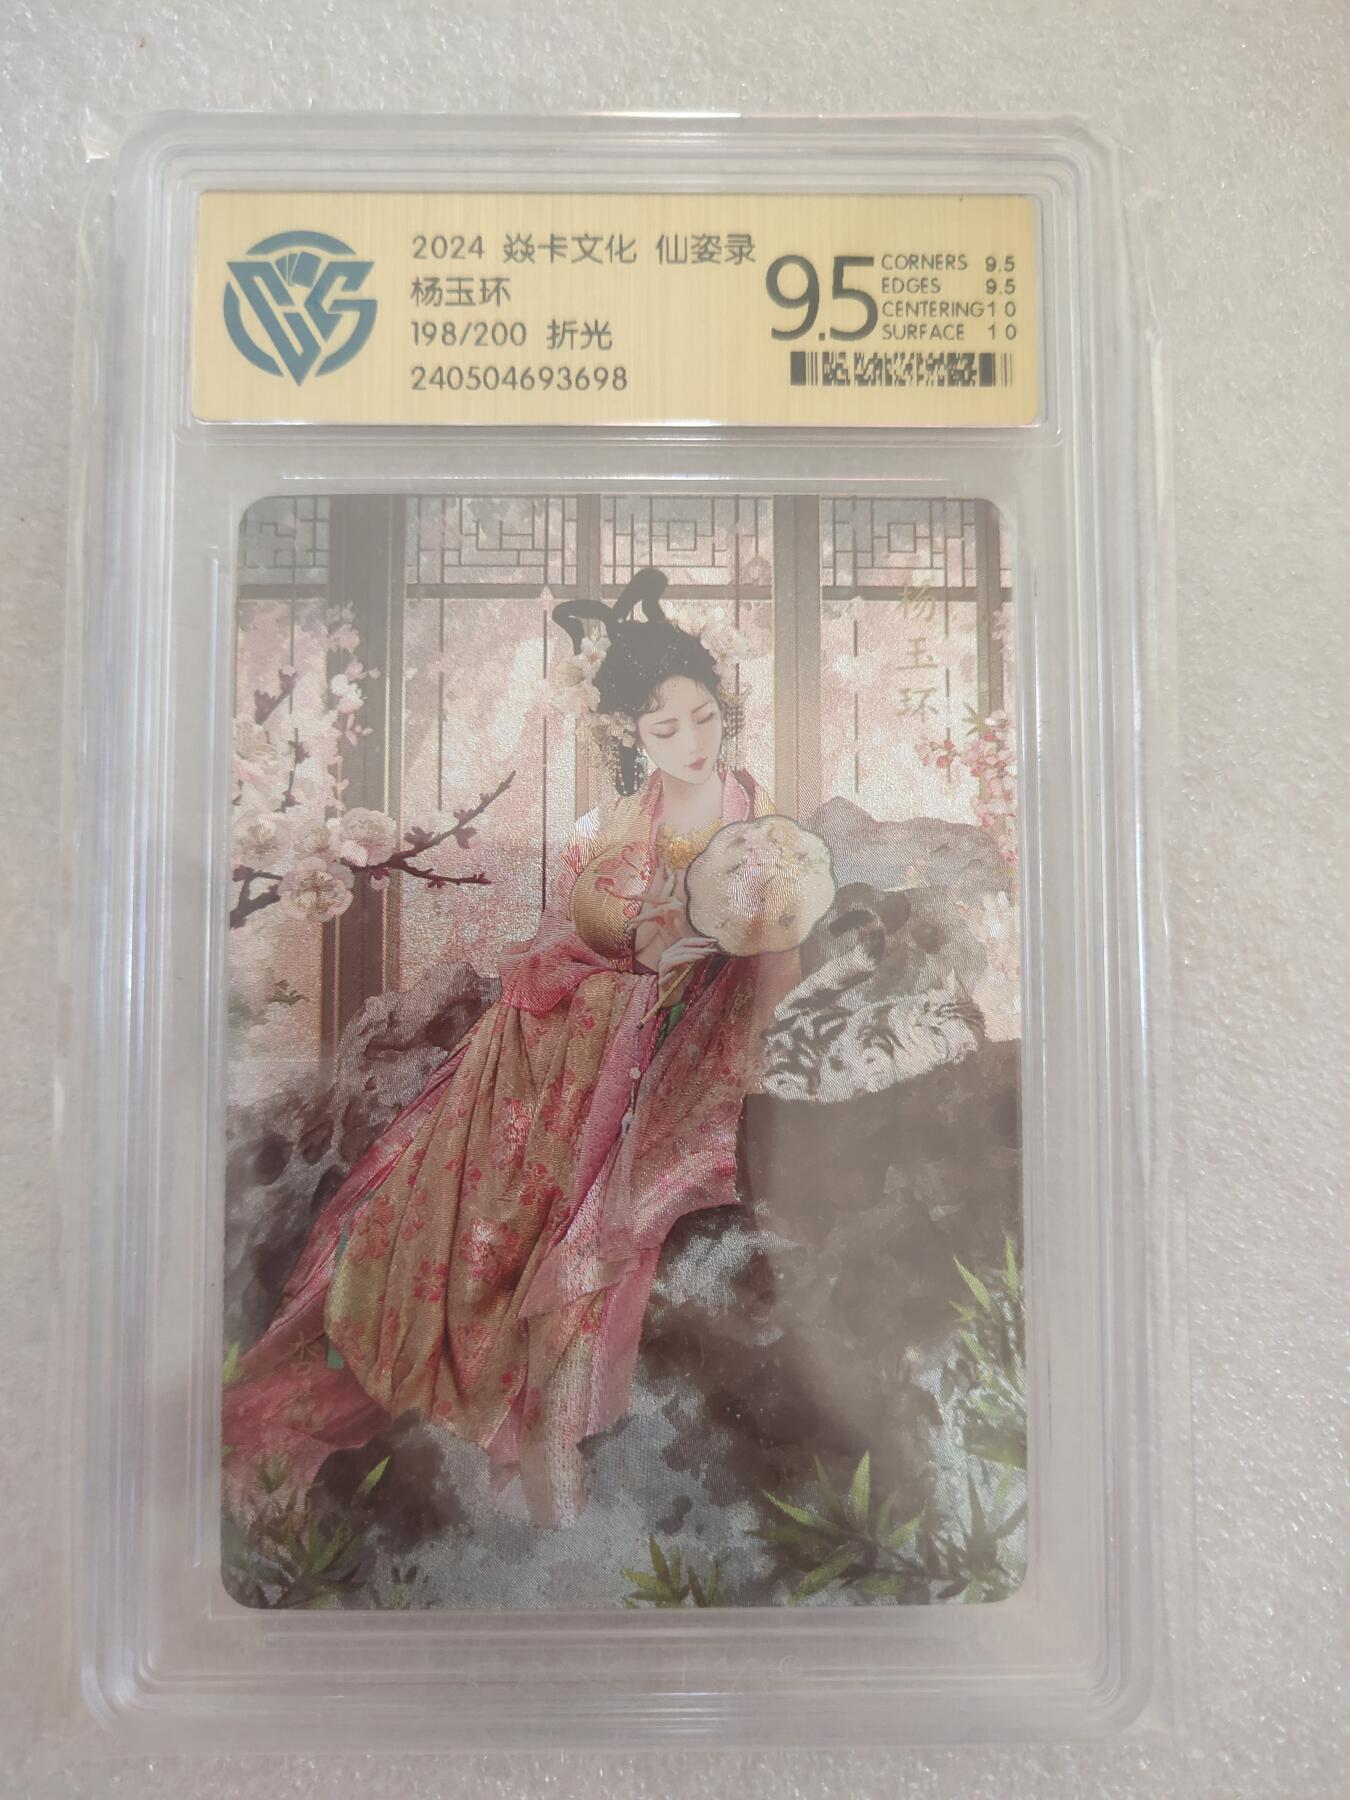 2024 焱卡文化 仙姿录
杨玉环
198/200 折光
240504693698
9.5
CORNERS 9.5
EDGES 9.5
CENTERING 10
SURFACE 10
杨玉环